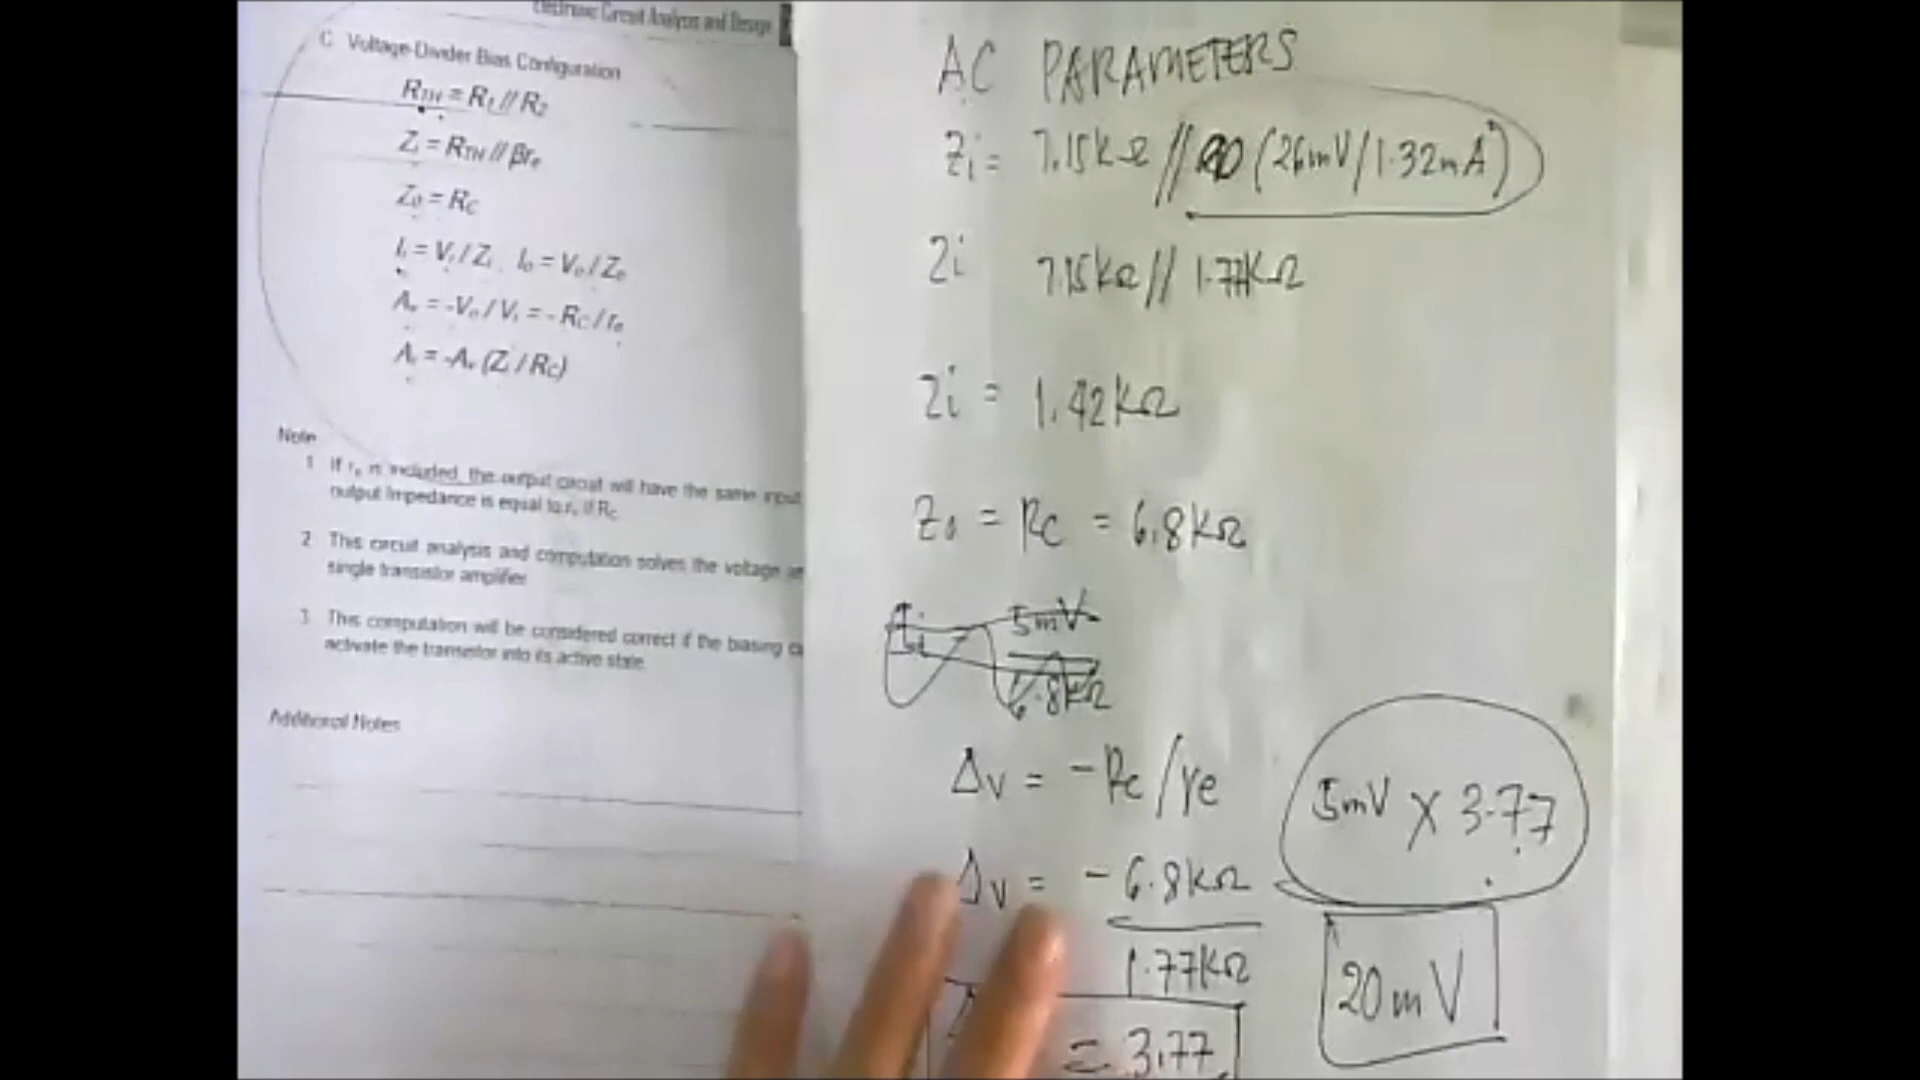 Electronic Circuit Analysis and Design
C. Voltage-Divider Bias Configuration
RTH = R1 // R2
Zi = RTH // βre
Zo = RC
Ii = Vi / Zi, Io = Vo / Zo
Av = -Vo / Vi = - RC / re
Ai = -Av (Zi / RC)
Note
1. If ro is included, the output circuit will have the same input
output impedance is equal to ro // RC
2. This circuit analysis and computation solves the voltage
single transistor amplifier
3. This computation will be considered correct if the biasing
activate the transistor into its active state.
Additional Notes
AC PARAMETERS
Zi = 7.15kΩ // 90 (26mV/1.32mA)
Zi 7.15kΩ // 1.77kΩ
Zi = 1.42kΩ
Zo = Rc = 6.8kΩ
5mV
6.8kΩ
Δv = -Rc/re
Δv = -6.8kΩ
1.77kΩ
= 3.77
5mV X 3.77
20mV